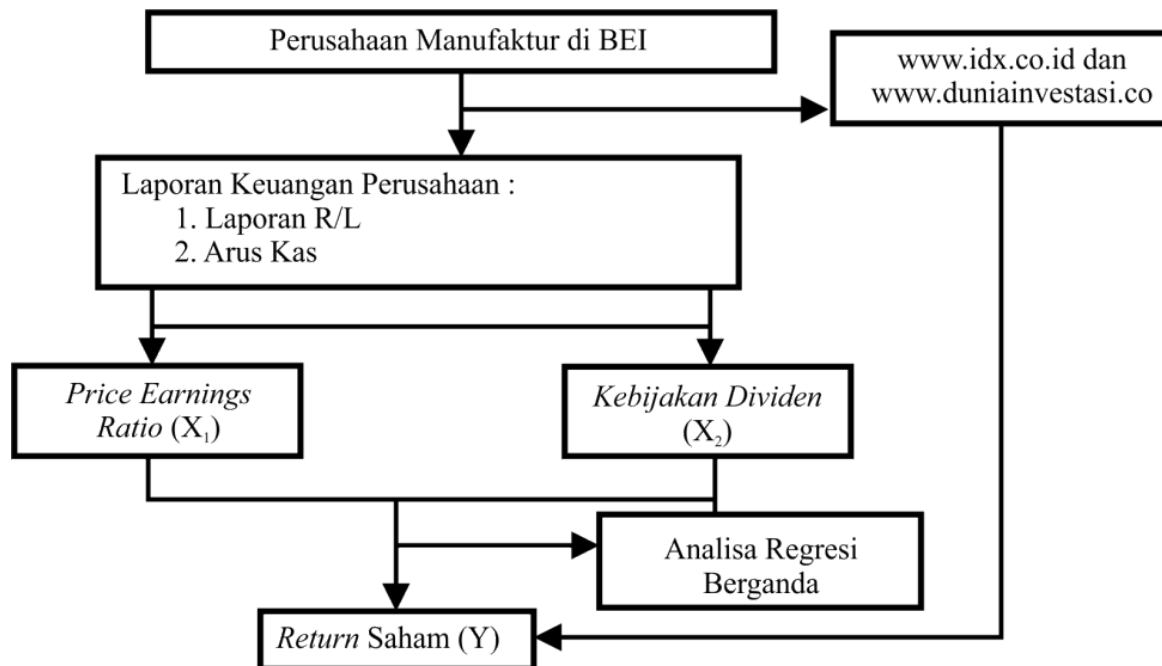 Perusahaan Manufaktur di BEI
www.idx.co.id dan
www.duniainvestasi.co
Laporan Keuangan Perusahaan :
1. Laporan R/L
2. Arus Kas
Price Earnings
Ratio (X₁)
Kebijakan Dividen
(X₂)
Analisa Regresi
Berganda
Return Saham (Y)